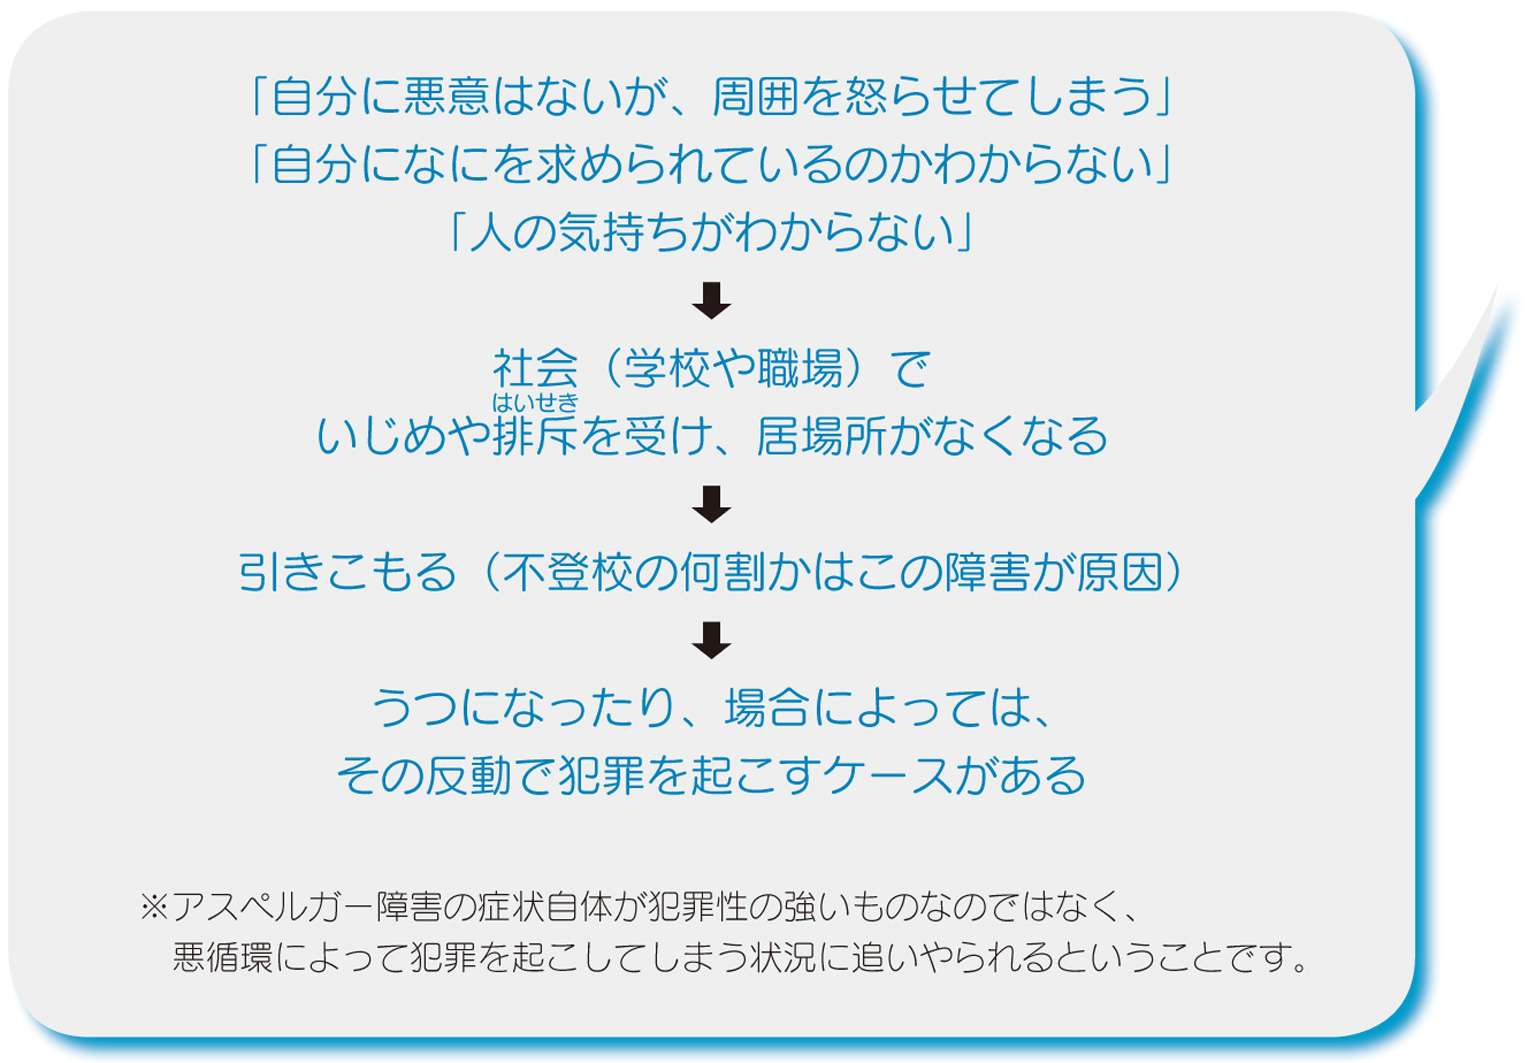 「自分に悪意はないが、周囲を怒らせてしまう」
「自分になにを求められているのかわからない」
「人の気持ちがわからない」
社会（学校や職場）で
はいせき
いじめや排斥を受け、居場所がなくなる
引きこもる（不登校の何割かはこの障害が原因）
うつになったり、場合によっては、
その反動で犯罪を起こすケースがある
※アスペルガー障害の症状自体が犯罪性の強いものなのではなく、
悪循環によって犯罪を起こしてしまう状況に追いやられるということです。